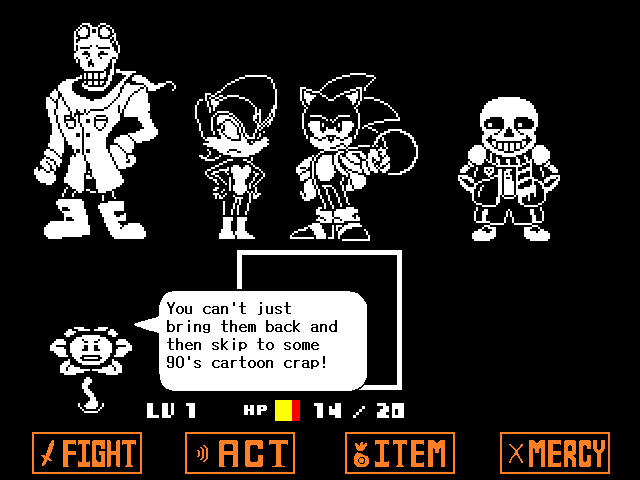 You can't just
bring them back and
then skip to some
90's cartoon crap!
LV 1 HP 14 / 20
FIGHT ACT ITEM MERCY